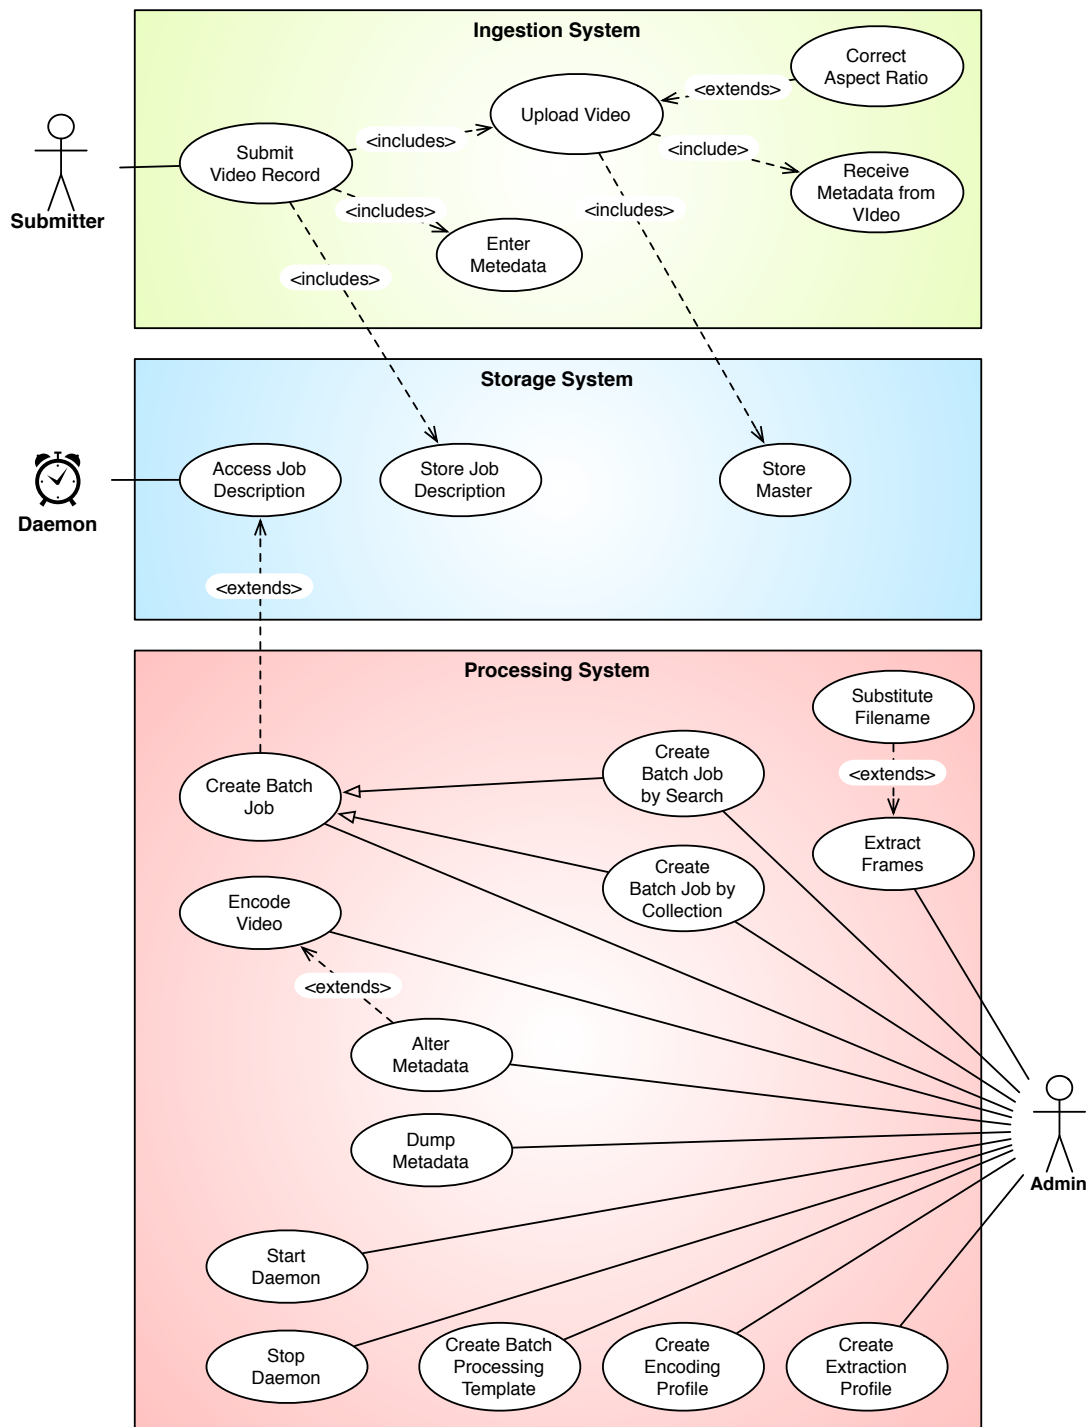 Ingestion System
Correct
Aspect Ratio
<extends>
Upload Video
<includes>
<include>
Submit
Video Record
Receive
Metadata from
VIdeo
Submitter
<includes>
<includes>
Enter
Metedata
<includes>
Storage System
Access Job
Description
Store Job
Description
Store
Master
Daemon
<extends>
Processing System
Substitute
Filename
Create
Batch Job
by Search
<extends>
Create Batch
Job
Extract
Frames
Create
Batch Job by
Collection
Encode
Video
<extends>
Alter
Metadata
Dump
Metadata
Admin
Start
Daemon
Stop
Daemon
Create Batch
Processing
Template
Create
Encoding
Profile
Create
Extraction
Profile